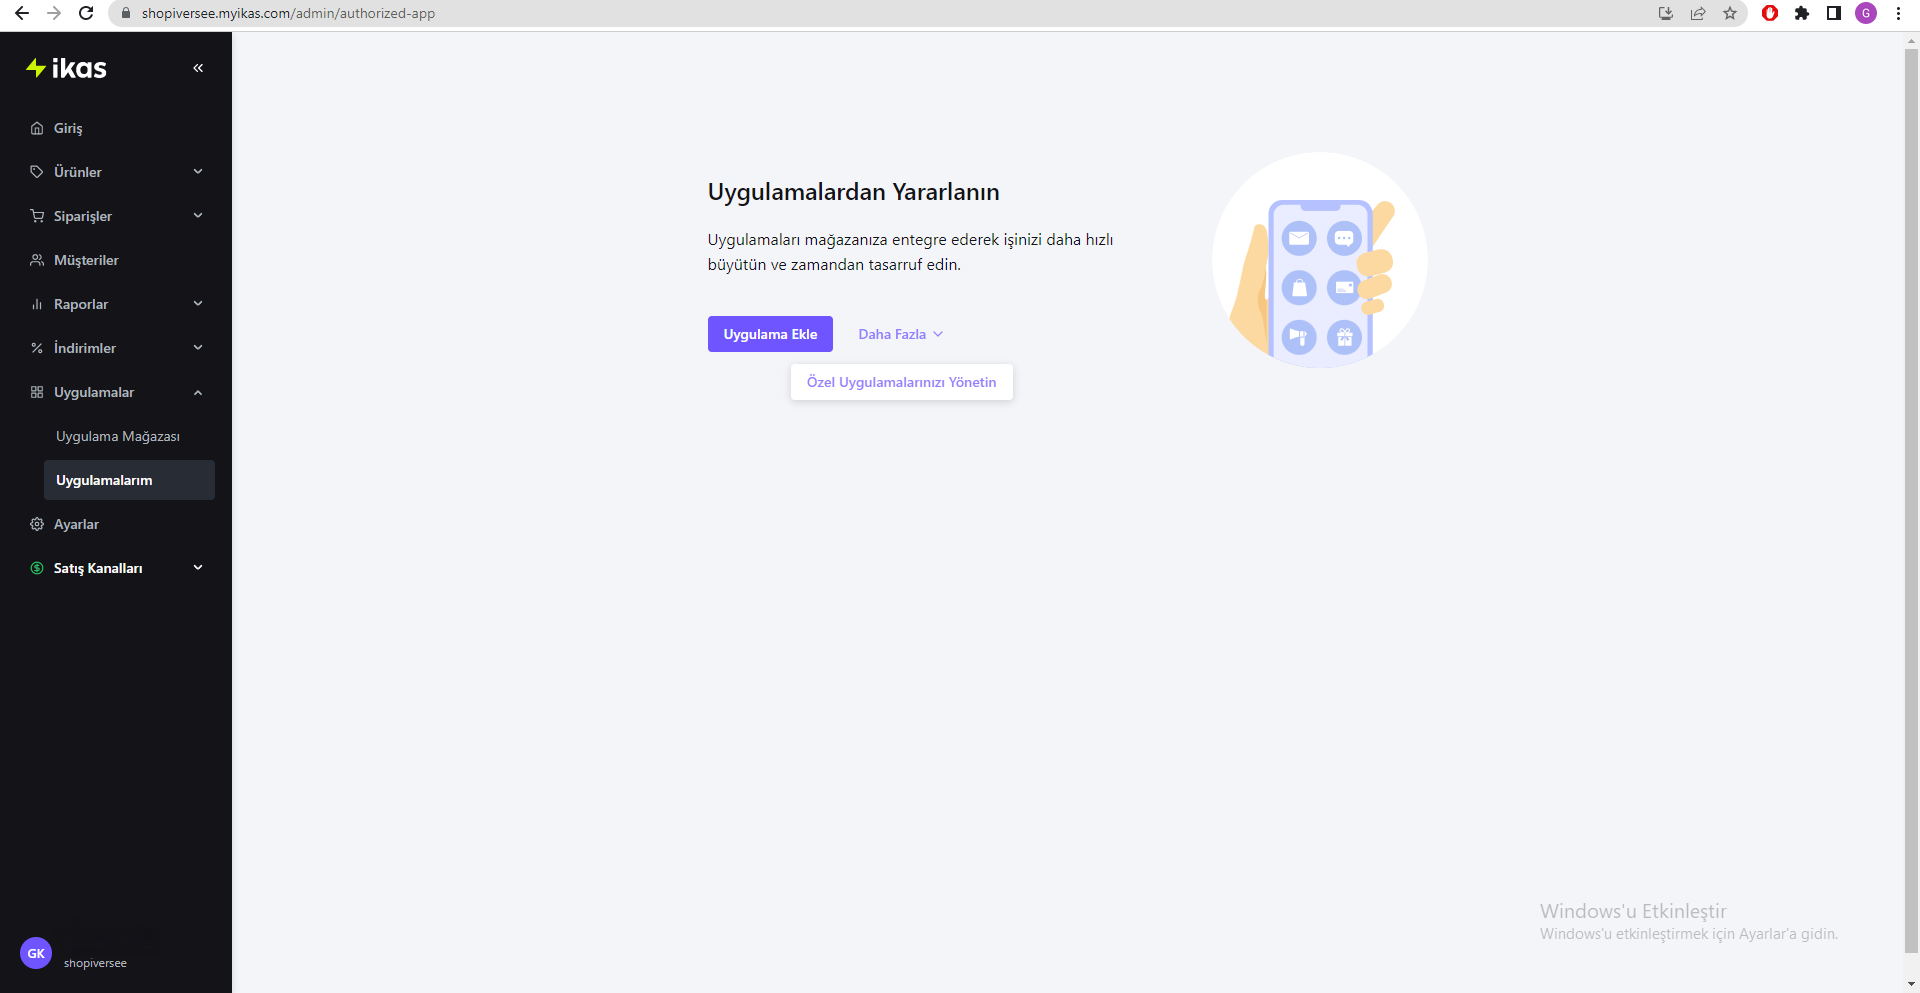 shopiversee.myikas.com/admin/authorized-app
G
ikas
Giriş
Ürünler
Siparişler
Müşteriler
Raporlar
İndirimler
Uygulamalar
Uygulama Mağazası
Uygulamalarım
Ayarlar
Satış Kanalları
GK
shopiversee
Uygulamalardan Yararlanın
Uygulamaları mağazanıza entegre ederek işinizi daha hızlı
büyütün ve zamandan tasarruf edin.
Uygulama Ekle
Daha Fazla
Özel Uygulamalarınızı Yönetin
Windows'u Etkinleştir
Windows'u etkinleştirmek için Ayarlar'a gidin.